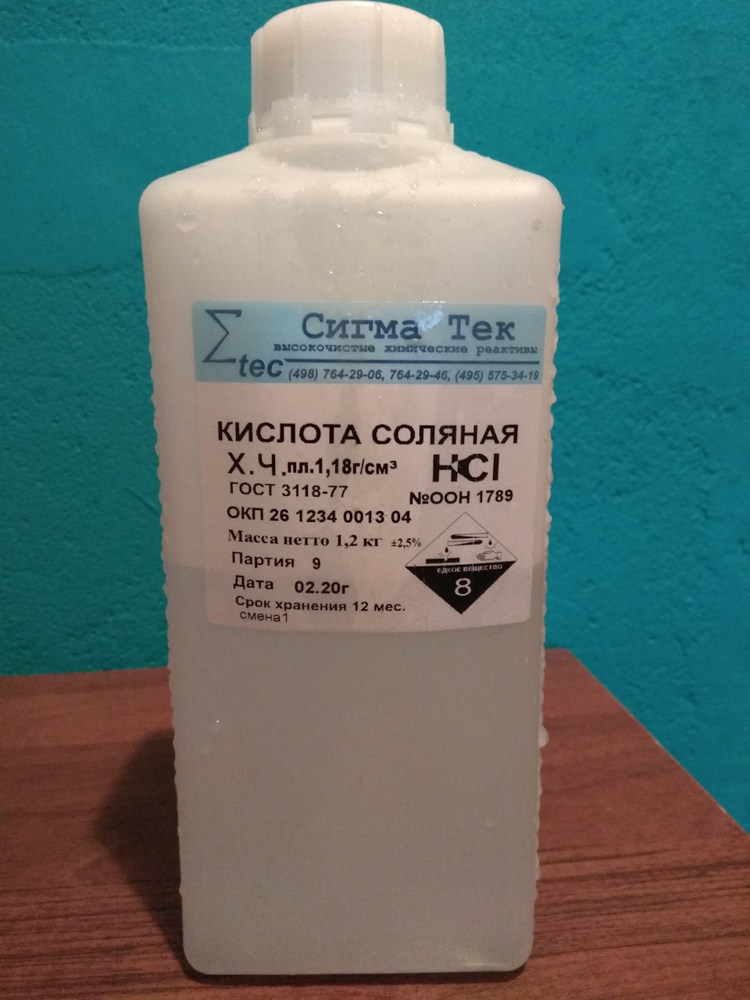 Σtec
Сигма Тек
высокочистые химические реактивы
(498) 764-29-06, 764-29-46, (495) 575-34-19
КИСЛОТА СОЛЯНАЯ
Х.Ч.пл.1,18г/см³ HCl
ГОСТ 3118-77
№ООН 1789
ОКП 26 1234 0013 04
Масса нетто 1,2 кг ±2,5%
Партия 9
ЕДКОЕ ВЕЩЕСТВО
8
Дата 02.20г
Срок хранения 12 мес.
смена1